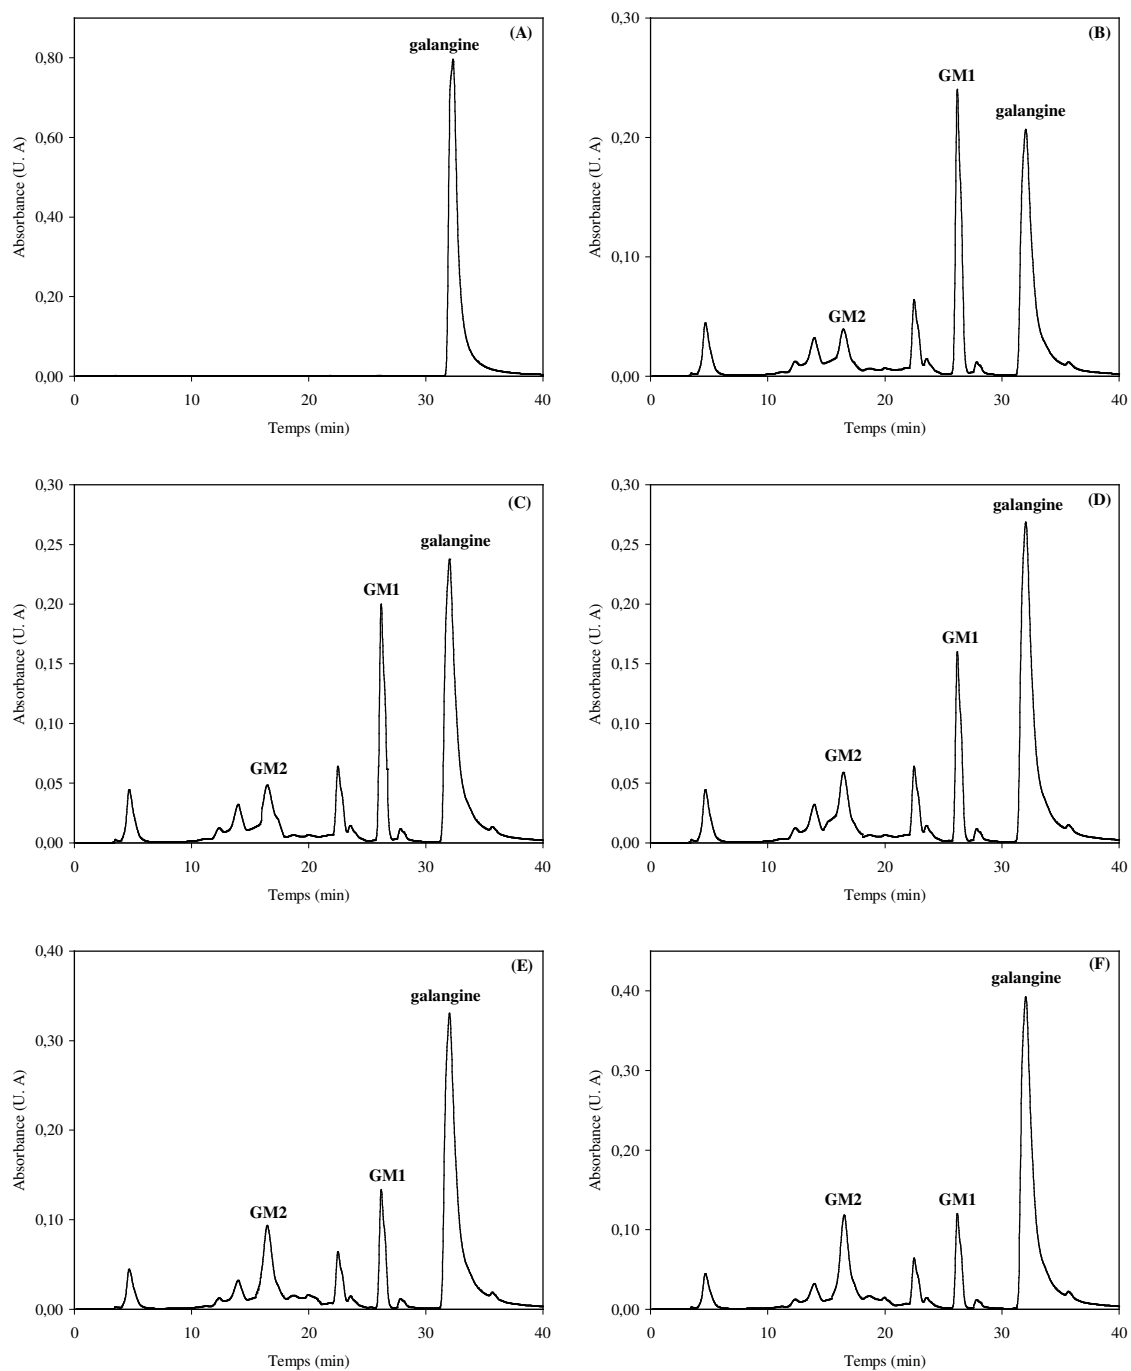 (A)
galangine
0,80
0,60
0,40
0,20
0,00
Absorbance (U. A)
0 10 20 30 40
Temps (min)
(B)
0,30
GM1
galangine
0,20
0,10
GM2
0,00
Absorbance (U. A)
0 10 20 30 40
Temps (min)
0,30
(C)
galangine
0,25
GM1
0,20
0,15
0,10
GM2
0,05
0,00
Absorbance (U. A)
0 10 20 30 40
Temps (min)
0,30
(D)
galangine
0,25
0,20
GM1
0,15
0,10
GM2
0,05
0,00
Absorbance (U. A)
0 10 20 30 40
Temps (min)
0,40
(E)
galangine
0,30
0,20
GM1
GM2
0,10
0,00
Absorbance (U. A)
0 10 20 30 40
Temps (min)
(F)
galangine
0,40
0,30
0,20
GM2 GM1
0,10
0,00
Absorbance (U. A)
0 10 20 30 40
Temps (min)